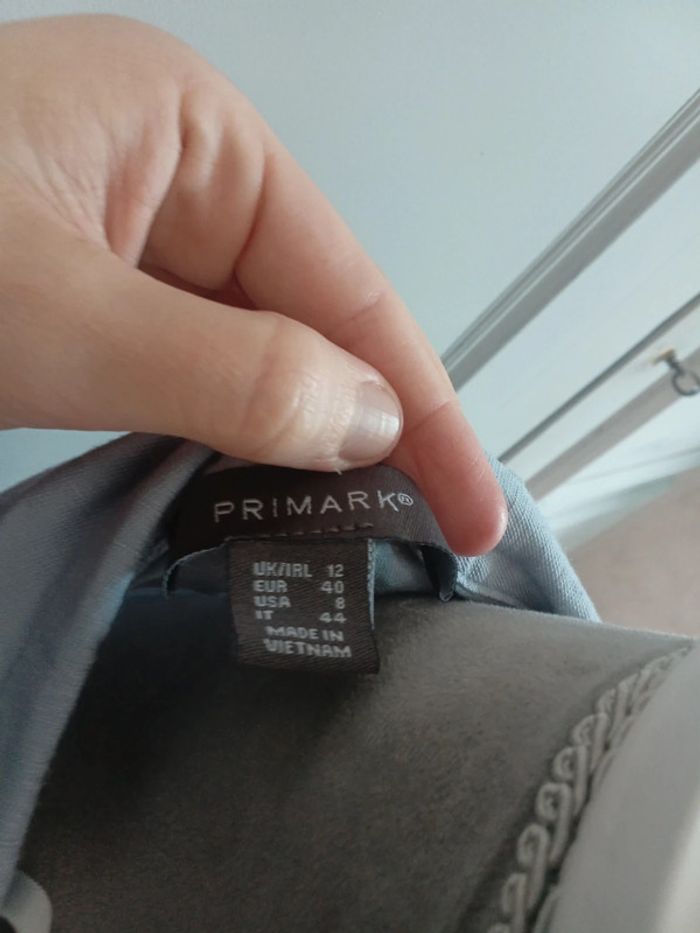 PRIMARK®
UK/IRL 12
EUR 40
USA 8
IT 44
MADE IN
VIETNAM